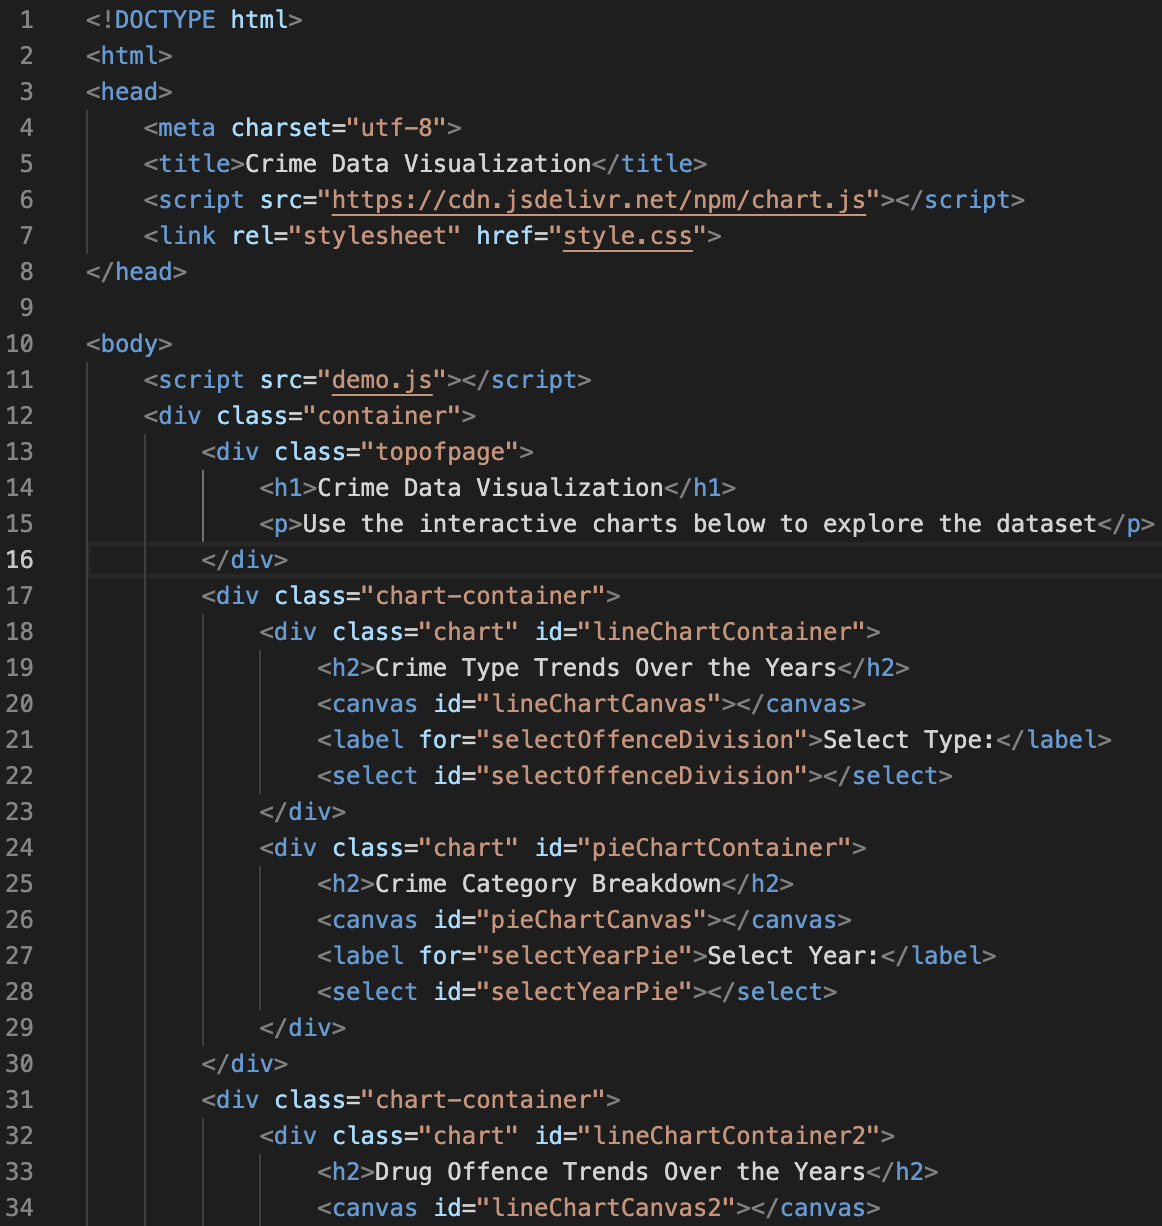 1 <!DOCTYPE html>
2 <html>
3 <head>
4     <meta charset="utf-8">
5     <title>Crime Data Visualization</title>
6     <script src="https://cdn.jsdelivr.net/npm/chart.js"></script>
7     <link rel="stylesheet" href="style.css">
8 </head>
9
10 <body>
11     <script src="demo.js"></script>
12     <div class="container">
13         <div class="topofpage">
14             <h1>Crime Data Visualization</h1>
15             <p>Use the interactive charts below to explore the dataset</p>
16         </div>
17         <div class="chart-container">
18             <div class="chart" id="lineChartContainer">
19                 <h2>Crime Type Trends Over the Years</h2>
20                 <canvas id="lineChartCanvas"></canvas>
21                 <label for="selectOffenceDivision">Select Type:</label>
22                 <select id="selectOffenceDivision"></select>
23             </div>
24             <div class="chart" id="pieChartContainer">
25                 <h2>Crime Category Breakdown</h2>
26                 <canvas id="pieChartCanvas"></canvas>
27                 <label for="selectYearPie">Select Year:</label>
28                 <select id="selectYearPie"></select>
29             </div>
30         </div>
31         <div class="chart-container">
32             <div class="chart" id="lineChartContainer2">
33                 <h2>Drug Offence Trends Over the Years</h2>
34                 <canvas id="lineChartCanvas2"></canvas>